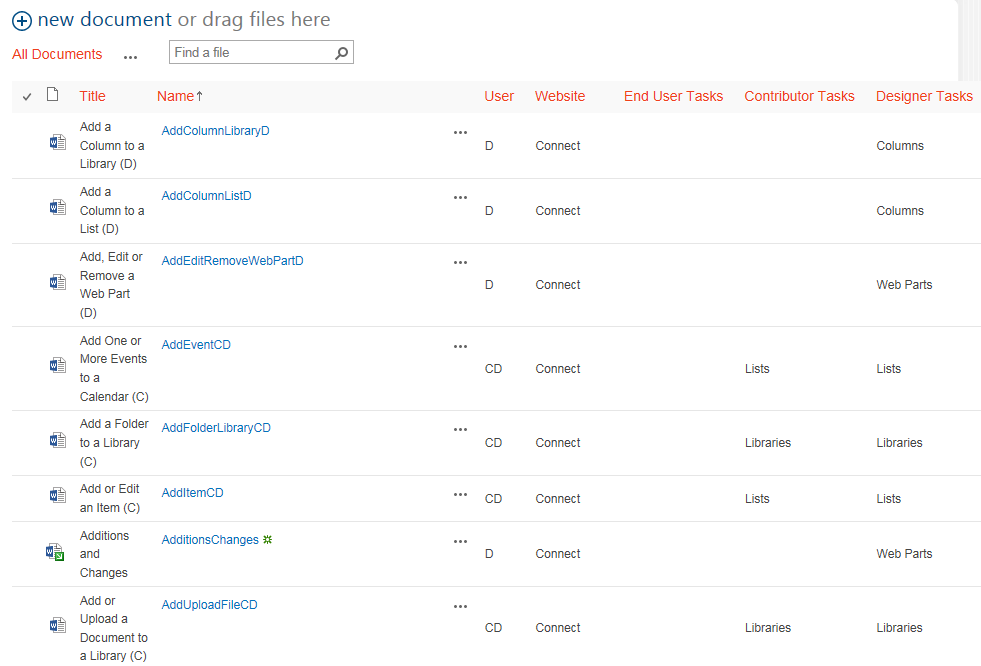 new document or drag files here
All Documents ... Find a file
Title Name↑ User Website End User Tasks Contributor Tasks Designer Tasks
Add a
Column to a
Library (D)
AddColumnLibraryD ... D Connect Columns
Add a
Column to a
List (D)
AddColumnListD ... D Connect Columns
Add, Edit or
Remove a
Web Part
(D)
AddEditRemoveWebPartD ... D Connect Web Parts
Add One or
More Events
to a
Calendar (C)
AddEventCD ... CD Connect Lists Lists
Add a Folder
to a Library
(C)
AddFolderLibraryCD ... CD Connect Libraries Libraries
Add or Edit
an Item (C)
AddItemCD ... CD Connect Lists Lists
Additions
and
Changes
AdditionsChanges ... D Connect Web Parts
Add or
Upload a
Document to
a Library (C)
AddUploadFileCD ... CD Connect Libraries Libraries